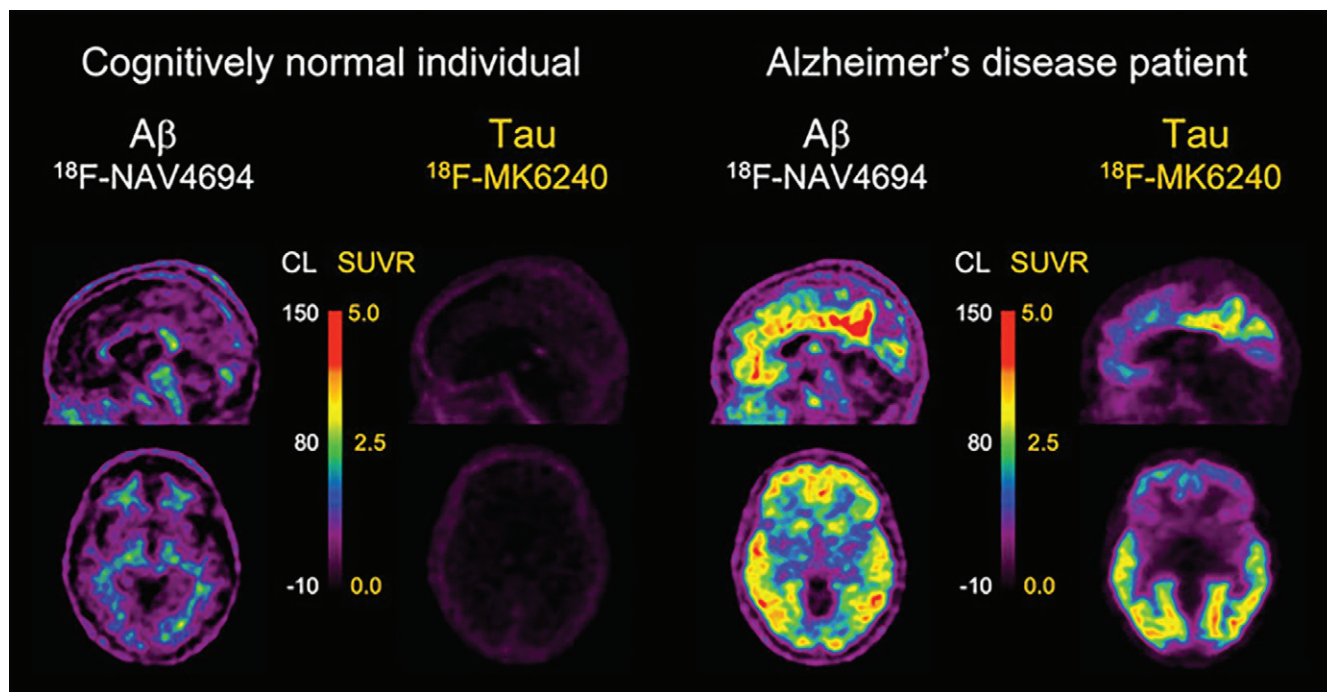 Cognitively normal individual
Alzheimer's disease patient
Aβ
¹⁸F-NAV4694
Tau
¹⁸F-MK6240
Aβ
¹⁸F-NAV4694
Tau
¹⁸F-MK6240
CL SUVR
150 5.0
80 2.5
-10 0.0
CL SUVR
150 5.0
80 2.5
-10 0.0